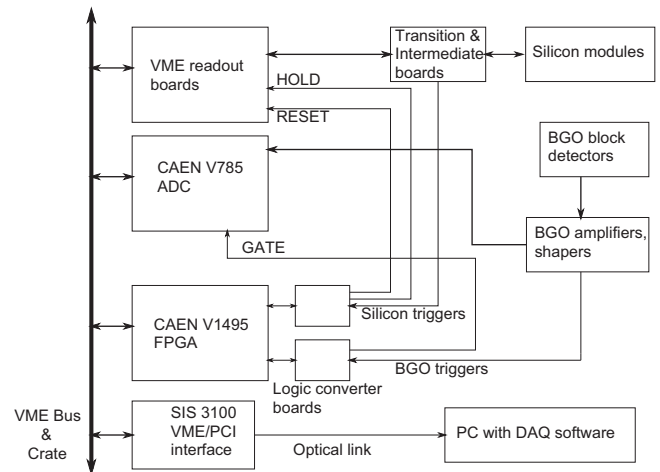 VME readout
boards
Transition &
Intermediate
boards
Silicon modules
HOLD
RESET
BGO block
detectors
CAEN V785
ADC
BGO amplifiers,
shapers
GATE
CAEN V1495
FPGA
Silicon triggers
BGO triggers
Logic converter
boards
VME Bus
&
Crate
SIS 3100
VME/PCI
interface
Optical link
PC with DAQ software